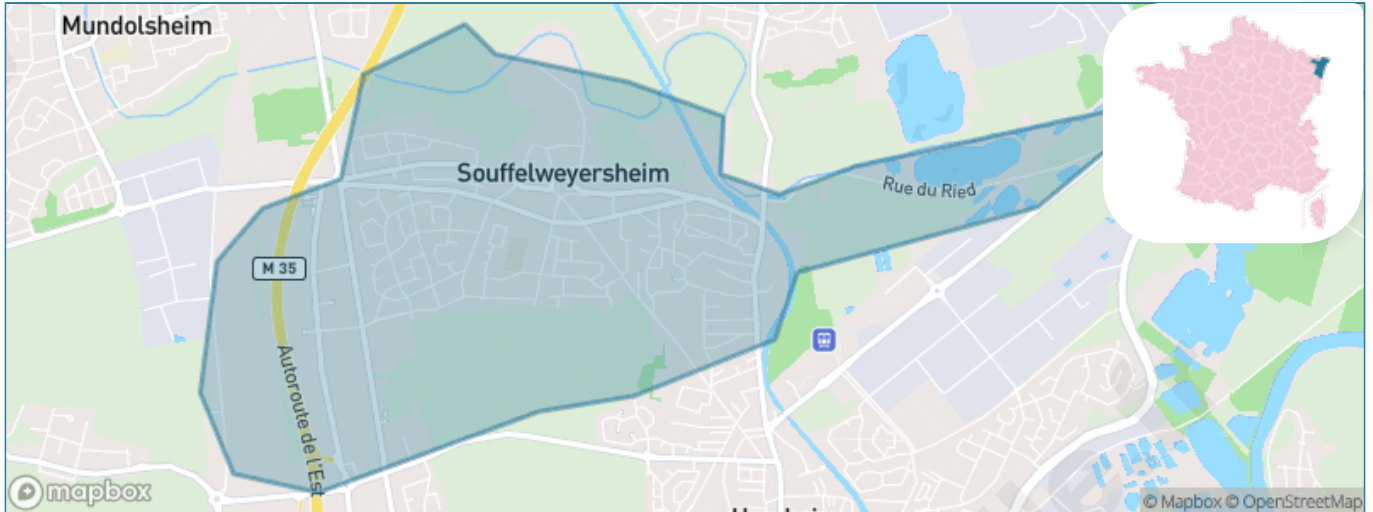 Mundolsheim
Souffelweyersheim
Rue du Ried
M 35
Autoroute de l'Est
mapbox
© Mapbox © OpenStreetMap